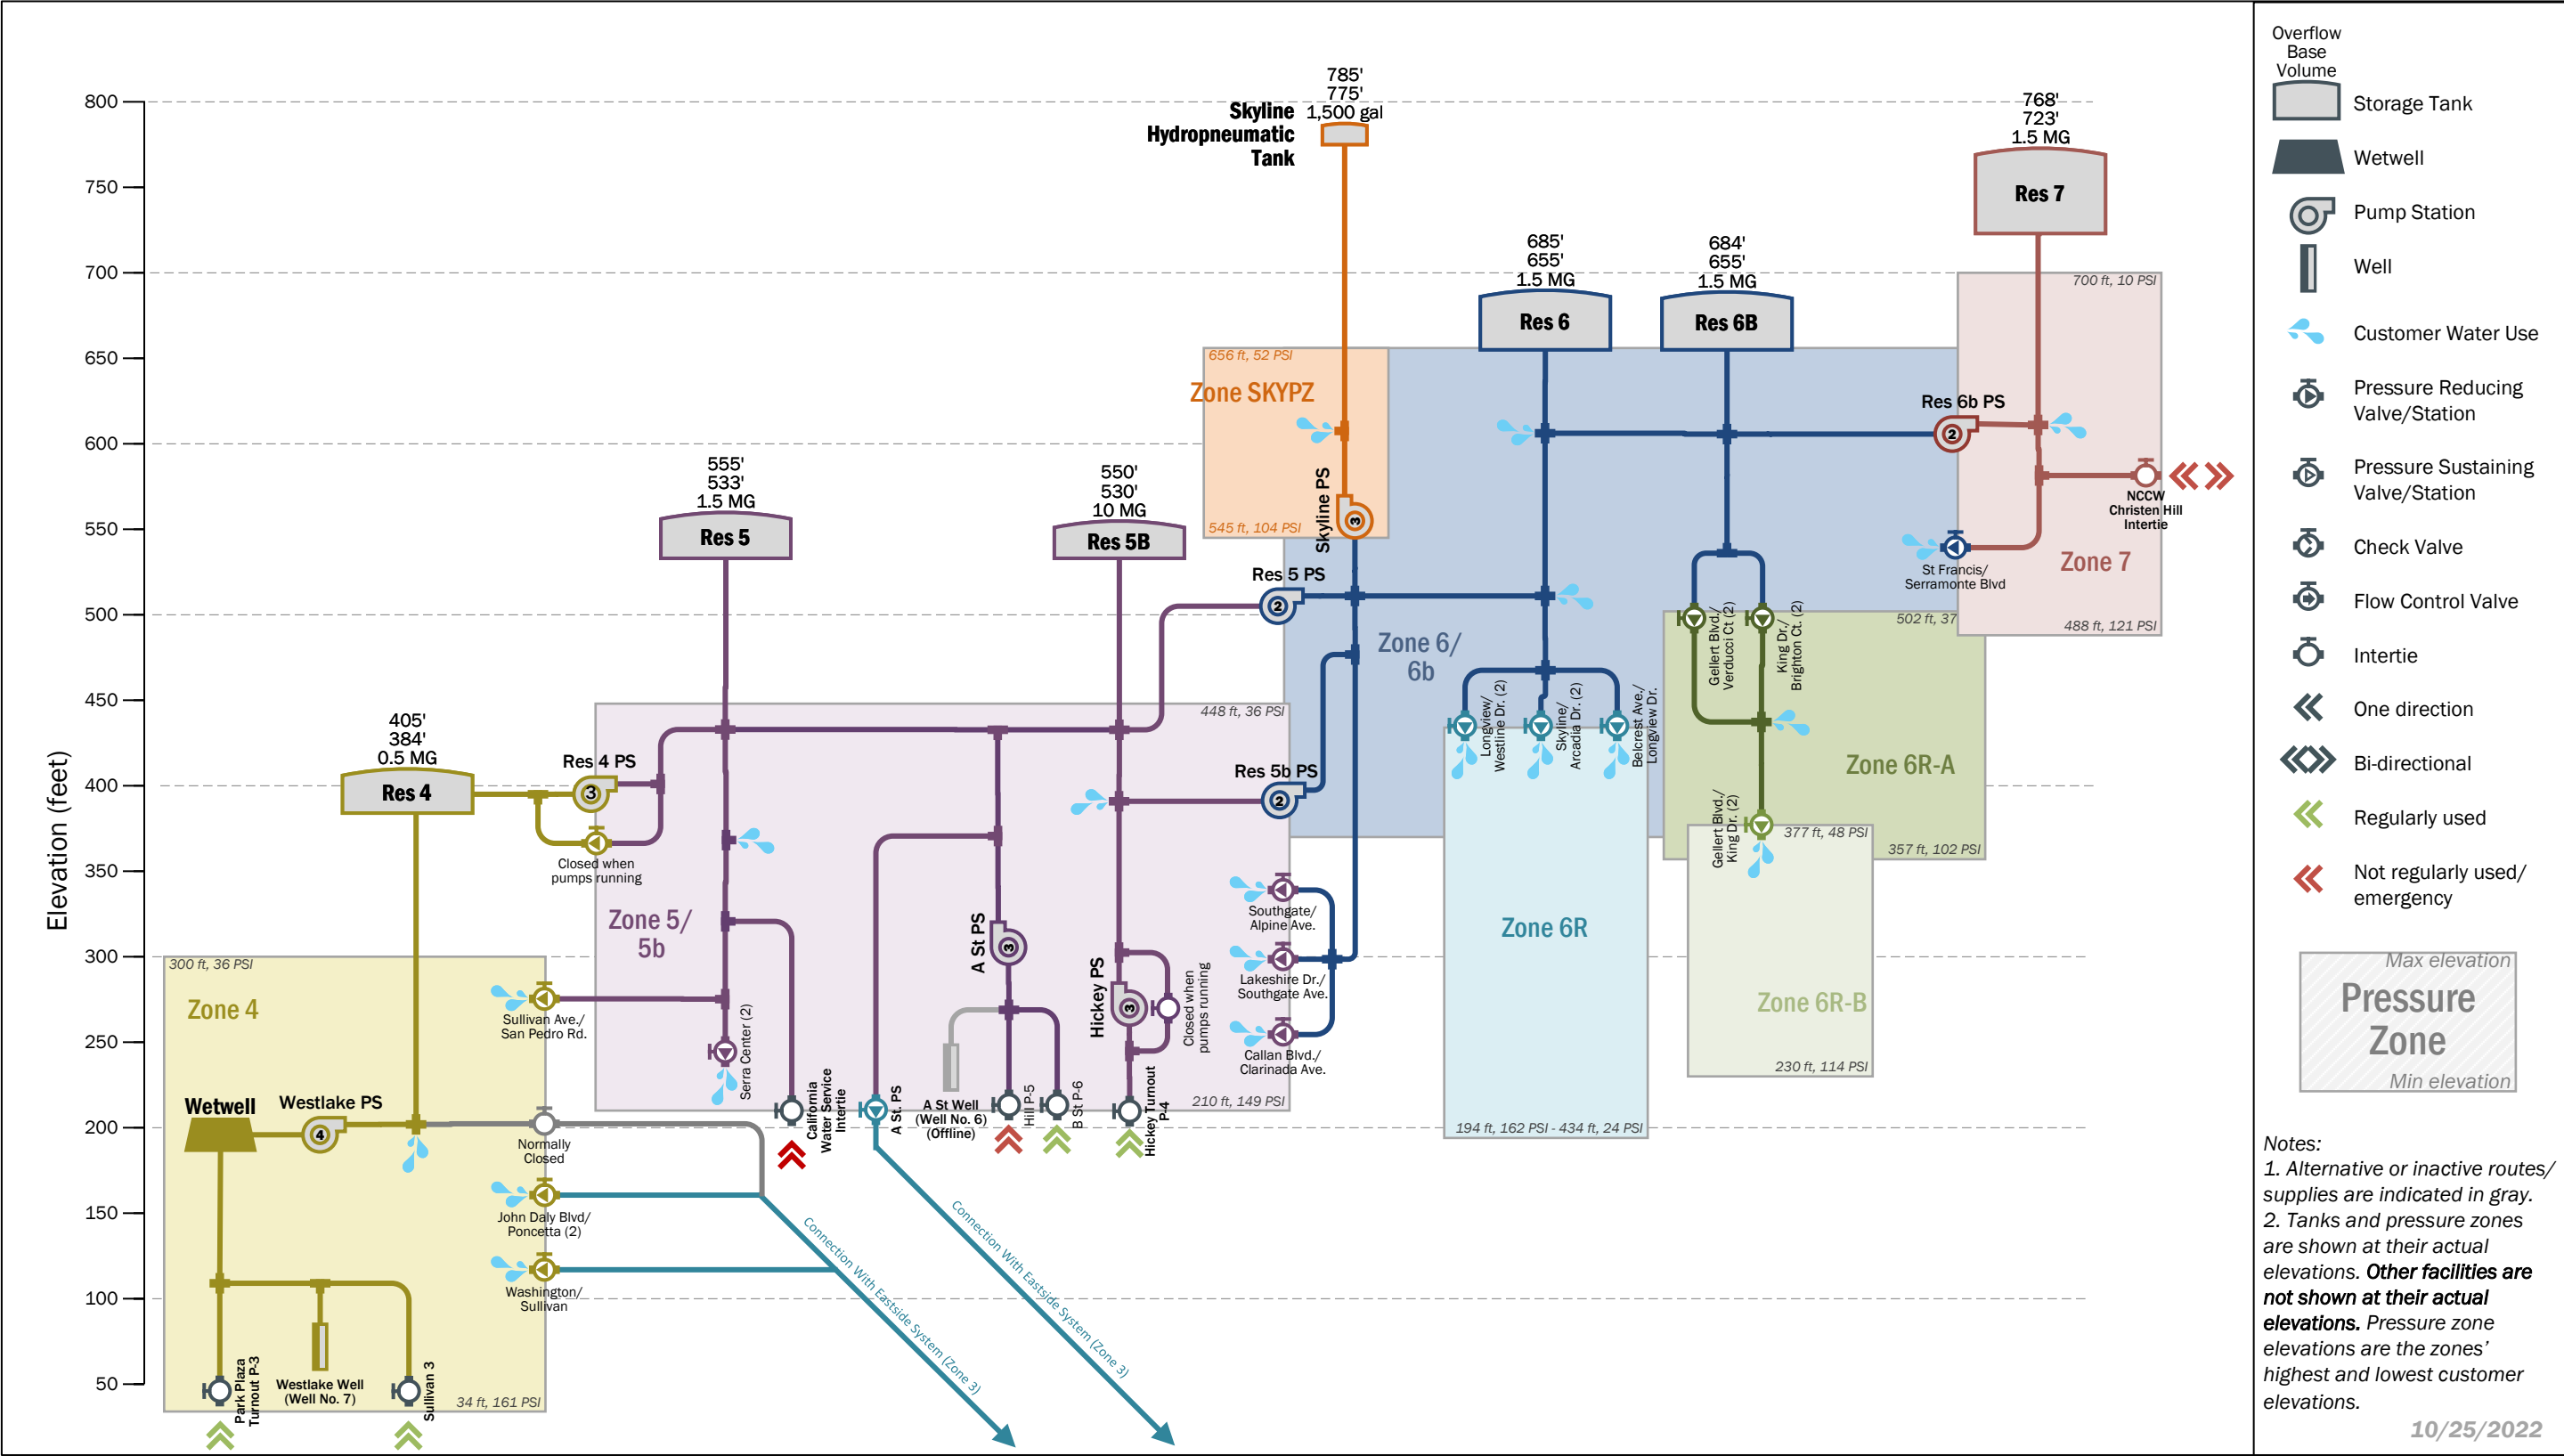 785'
775'
1,500 gal
Skyline
Hydropneumatic
Tank
768'
723'
1.5 MG
Res 7
685'
655'
1.5 MG
Res 6
684'
655'
1.5 MG
Res 6B
555'
533'
1.5 MG
Res 5
550'
530'
10 MG
Res 5B
405'
384'
0.5 MG
Res 4
Elevation (feet)
800
750
700
650
600
550
500
450
400
350
300
250
200
150
100
50
656 ft, 52 PSI
Zone SKYPZ
545 ft, 104 PSI
Skyline PS
3
700 ft, 10 PSI
Res 6b PS
2
NCCW
Christen Hill
Intertie
St Francis/
Serramonte Blvd
Zone 7
488 ft, 121 PSI
Res 5 PS
2
Zone 6/
6b
Res 5b PS
2
Longview/
Westline Dr. (2)
Skyline/
Arcadia Dr. (2)
Belcrest Ave./
Longview Dr.
Zone 6R
194 ft, 162 PSI - 434 ft, 24 PSI
502 ft, 37
Gellert Blvd./
Verducci Ct (2)
King Dr./
Brighton Ct. (2)
Zone 6R-A
357 ft, 102 PSI
Gellert Blvd./
King Dr. (2)
377 ft, 48 PSI
Zone 6R-B
230 ft, 114 PSI
448 ft, 36 PSI
Res 4 PS
3
Closed when
pumps running
Zone 5/
5b
Serra Center (2)
California
Water Service
Intertie
A St. PS
A St PS
3
A St Well
(Well No. 6)
(Offline)
Hill P-5
B St P-6
Hickey PS
3
Closed when
pumps running
Hickey Turnout
P-4
210 ft, 149 PSI
Southgate/
Alpine Ave.
Lakeshire Dr./
Southgate Ave.
Callan Blvd./
Clarinada Ave.
300 ft, 36 PSI
Zone 4
Sullivan Ave./
San Pedro Rd.
Wetwell
Westlake PS
4
Normally
Closed
John Daly Blvd/
Poncetta (2)
Washington/
Sullivan
Park Plaza
Turnout P-3
Westlake Well
(Well No. 7)
Sullivan 3
34 ft, 161 PSI
Connection With Eastside System (Zone 3)
Connection With Eastside System (Zone 3)
Overflow
Base
Volume
Storage Tank
Wetwell
Pump Station
Well
Customer Water Use
Pressure Reducing
Valve/Station
Pressure Sustaining
Valve/Station
Check Valve
Flow Control Valve
Intertie
One direction
Bi-directional
Regularly used
Not regularly used/
emergency
Max elevation
Pressure
Zone
Min elevation
Notes:
1. Alternative or inactive routes/
supplies are indicated in gray.
2. Tanks and pressure zones
are shown at their actual
elevations. Other facilities are
not shown at their actual
elevations. Pressure zone
elevations are the zones'
highest and lowest customer
elevations.
10/25/2022